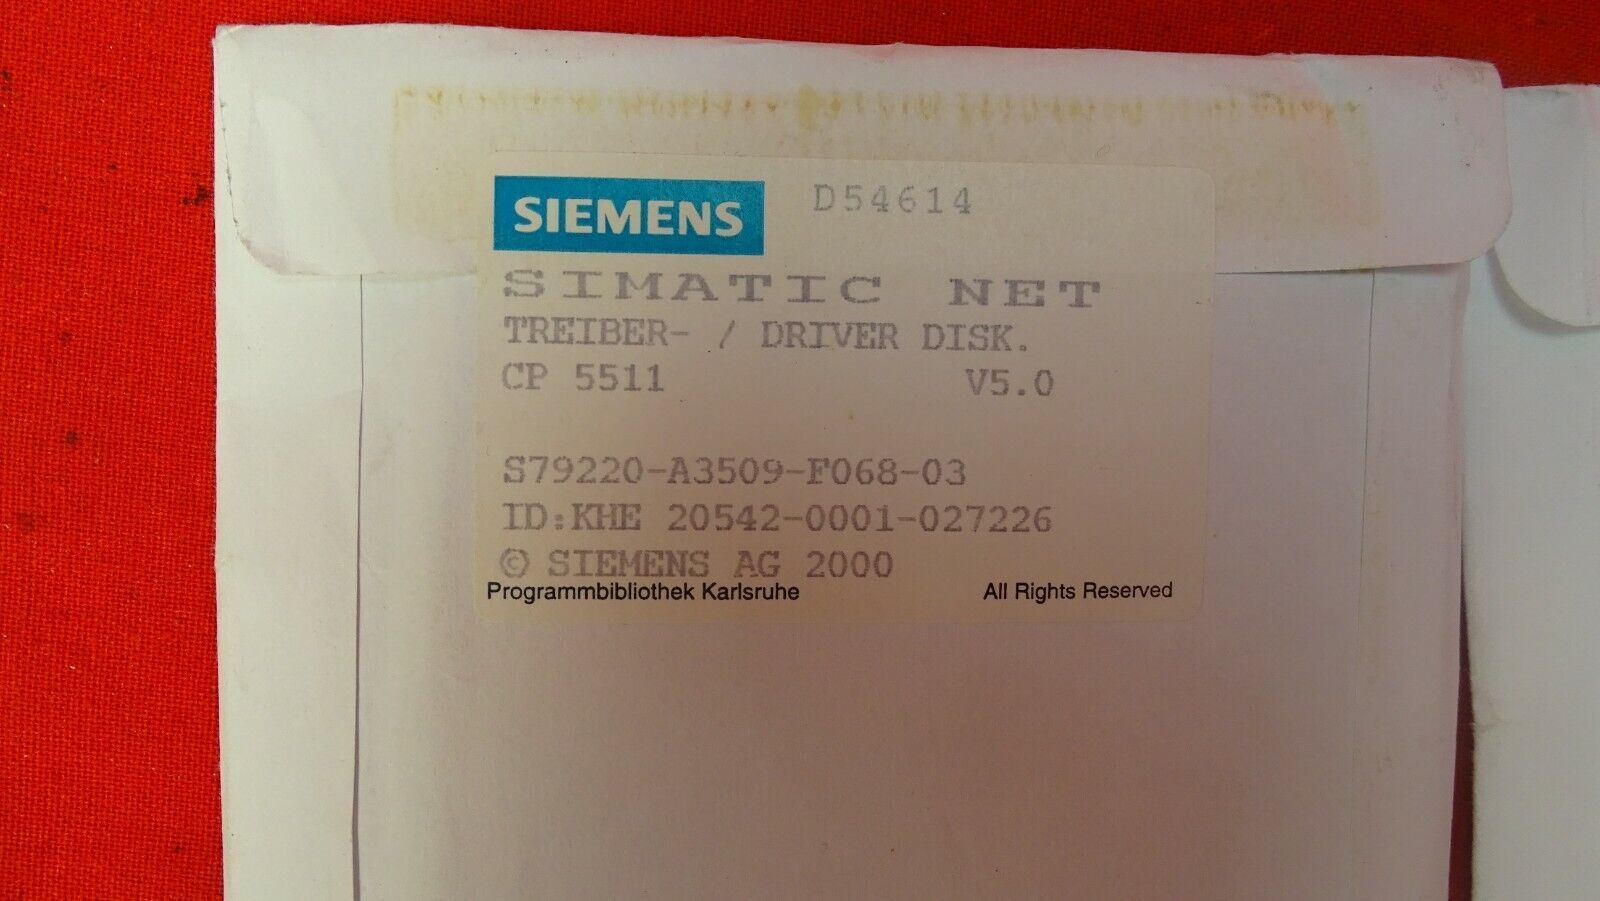 SIEMENS D54614
SIMATIC NET
TREIBER- / DRIVER DISK.
CP 5511 V5.0
S79220-A3509-F068-03
ID:KHE 20542-0001-027226
© SIEMENS AG 2000
Programmbibliothek Karlsruhe All Rights Reserved